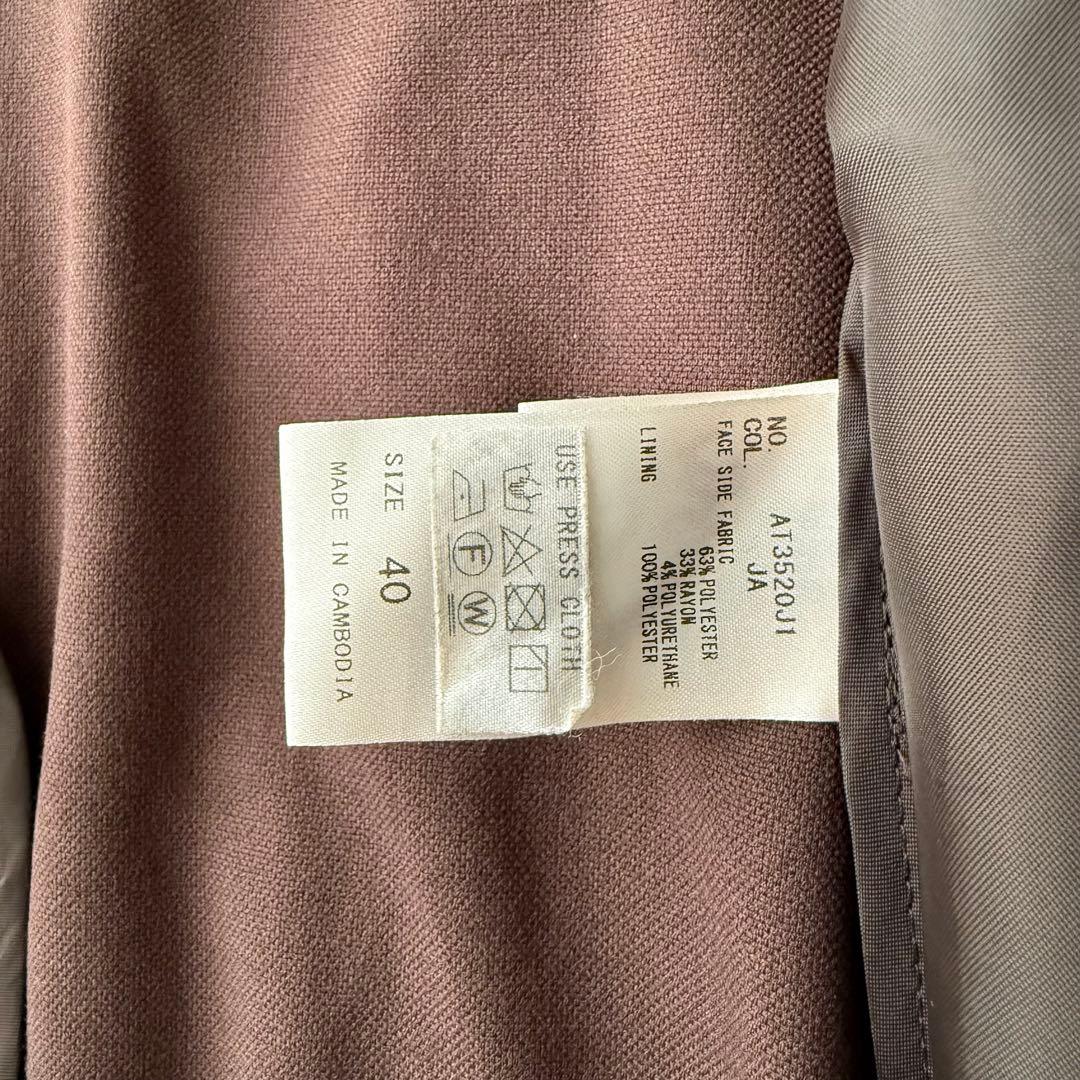 NO. AT3520J1
COL. JA
FACE SIDE FABRIC
63% POLYESTER
33% RAYON
4% POLYURETHANE
LINING 100% POLYESTER
USE PRESS CLOTH
F W
SIZE 40
MADE IN CAMBODIA